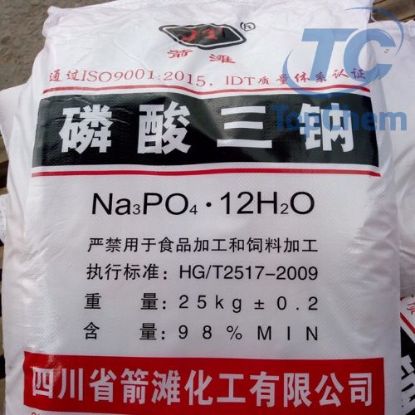 箭滩
TC
TopChem
通过ISO9001:2015，IDT质量体系认证
磷酸三钠
Na₃PO₄·12H₂O
严禁用于食品加工和饲料加工
执行标准：HG/T2517-2009
重量：25kg±0.2
含量：98%MIN
四川省箭滩化工有限公司